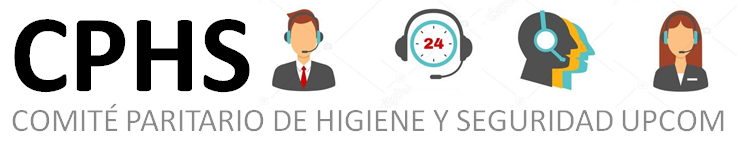 CPHS
24
COMITÉ PARITARIO DE HIGIENE Y SEGURIDAD UPCOM